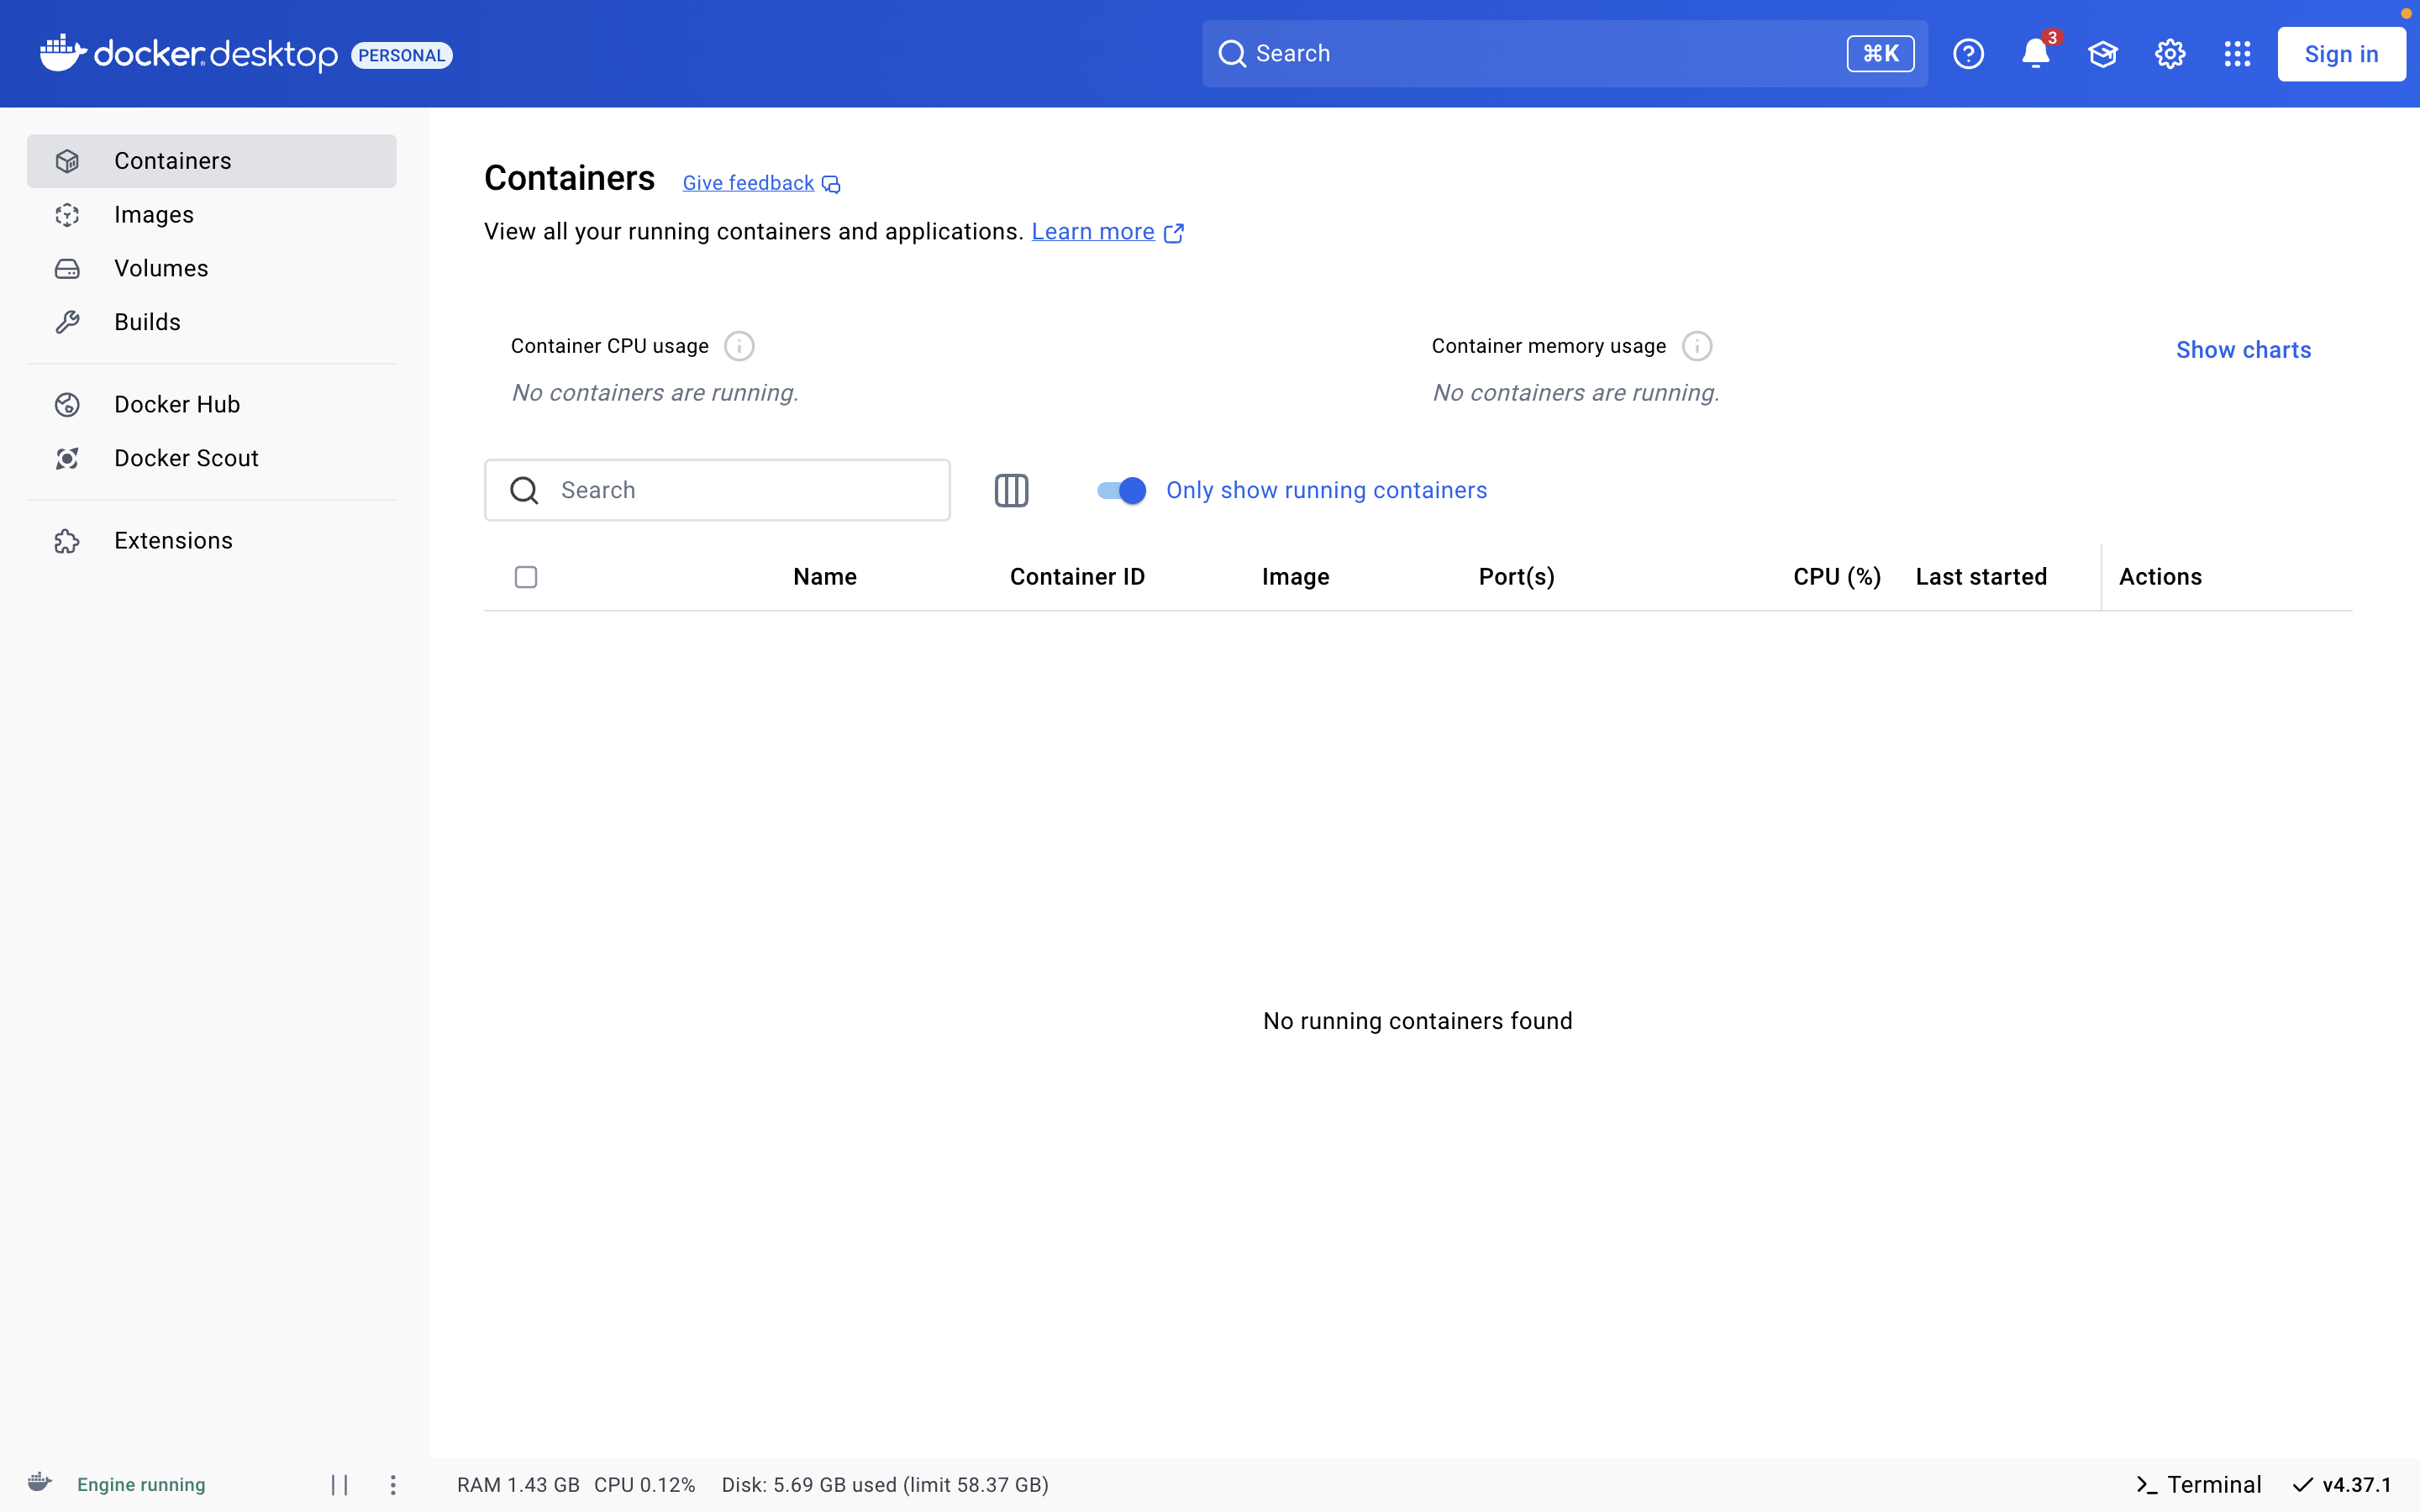 docker desktop PERSONAL
Search ⌘K
3
Sign in
Containers
Images
Volumes
Builds
Docker Hub
Docker Scout
Extensions
Containers Give feedback
View all your running containers and applications. Learn more
Container CPU usage
No containers are running.
Container memory usage
No containers are running.
Show charts
Search
Only show running containers
Name Container ID Image Port(s) CPU (%) Last started Actions
No running containers found
Engine running
RAM 1.43 GB CPU 0.12% Disk: 5.69 GB used (limit 58.37 GB)
Terminal
v4.37.1